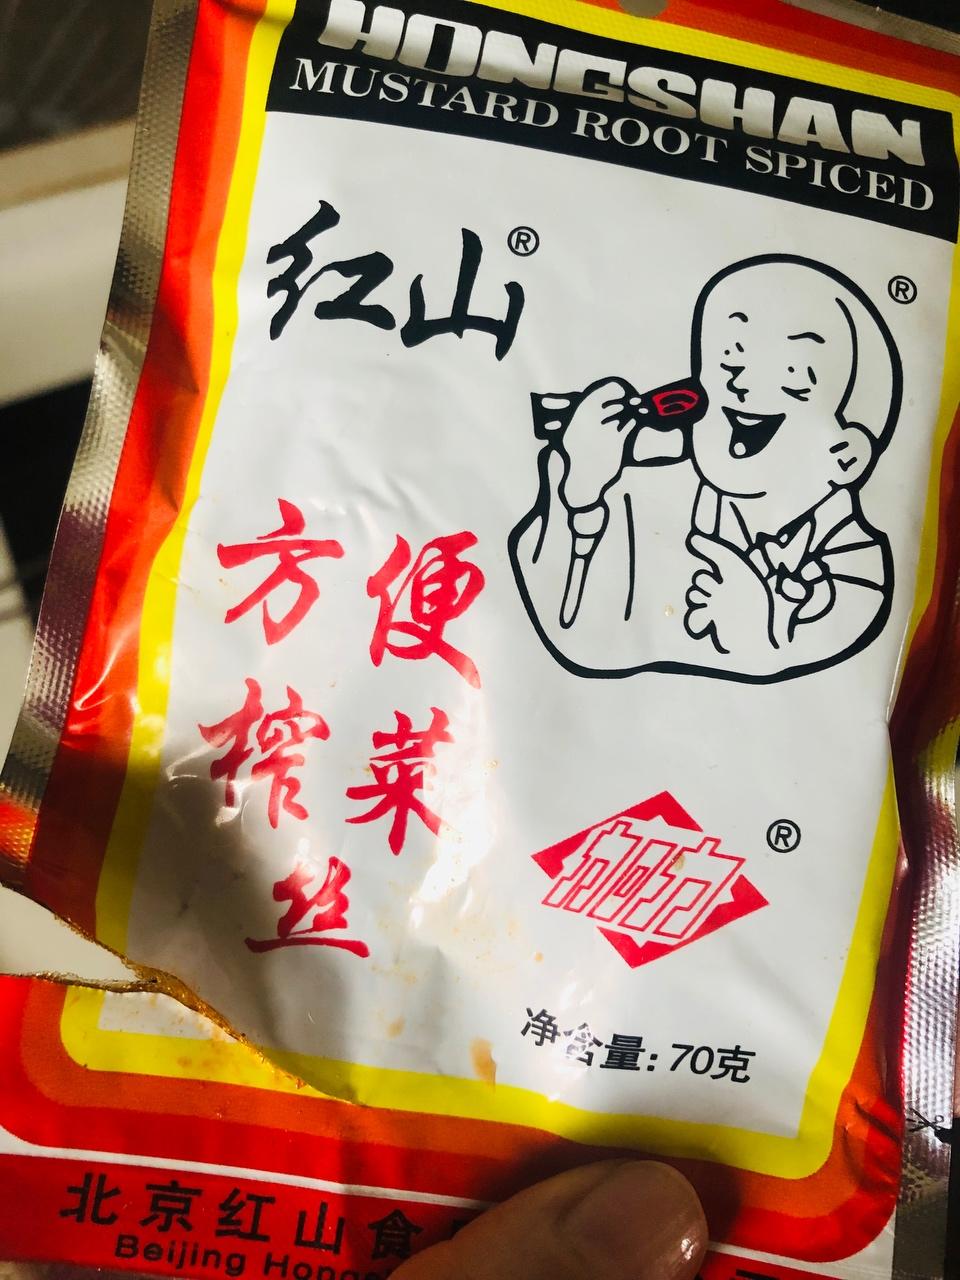 HONGSHAN
MUSTARD ROOT SPICED
红山®
®
方便
榨菜
丝
®
净含量: 70克
北京红山食
Beijing Hong